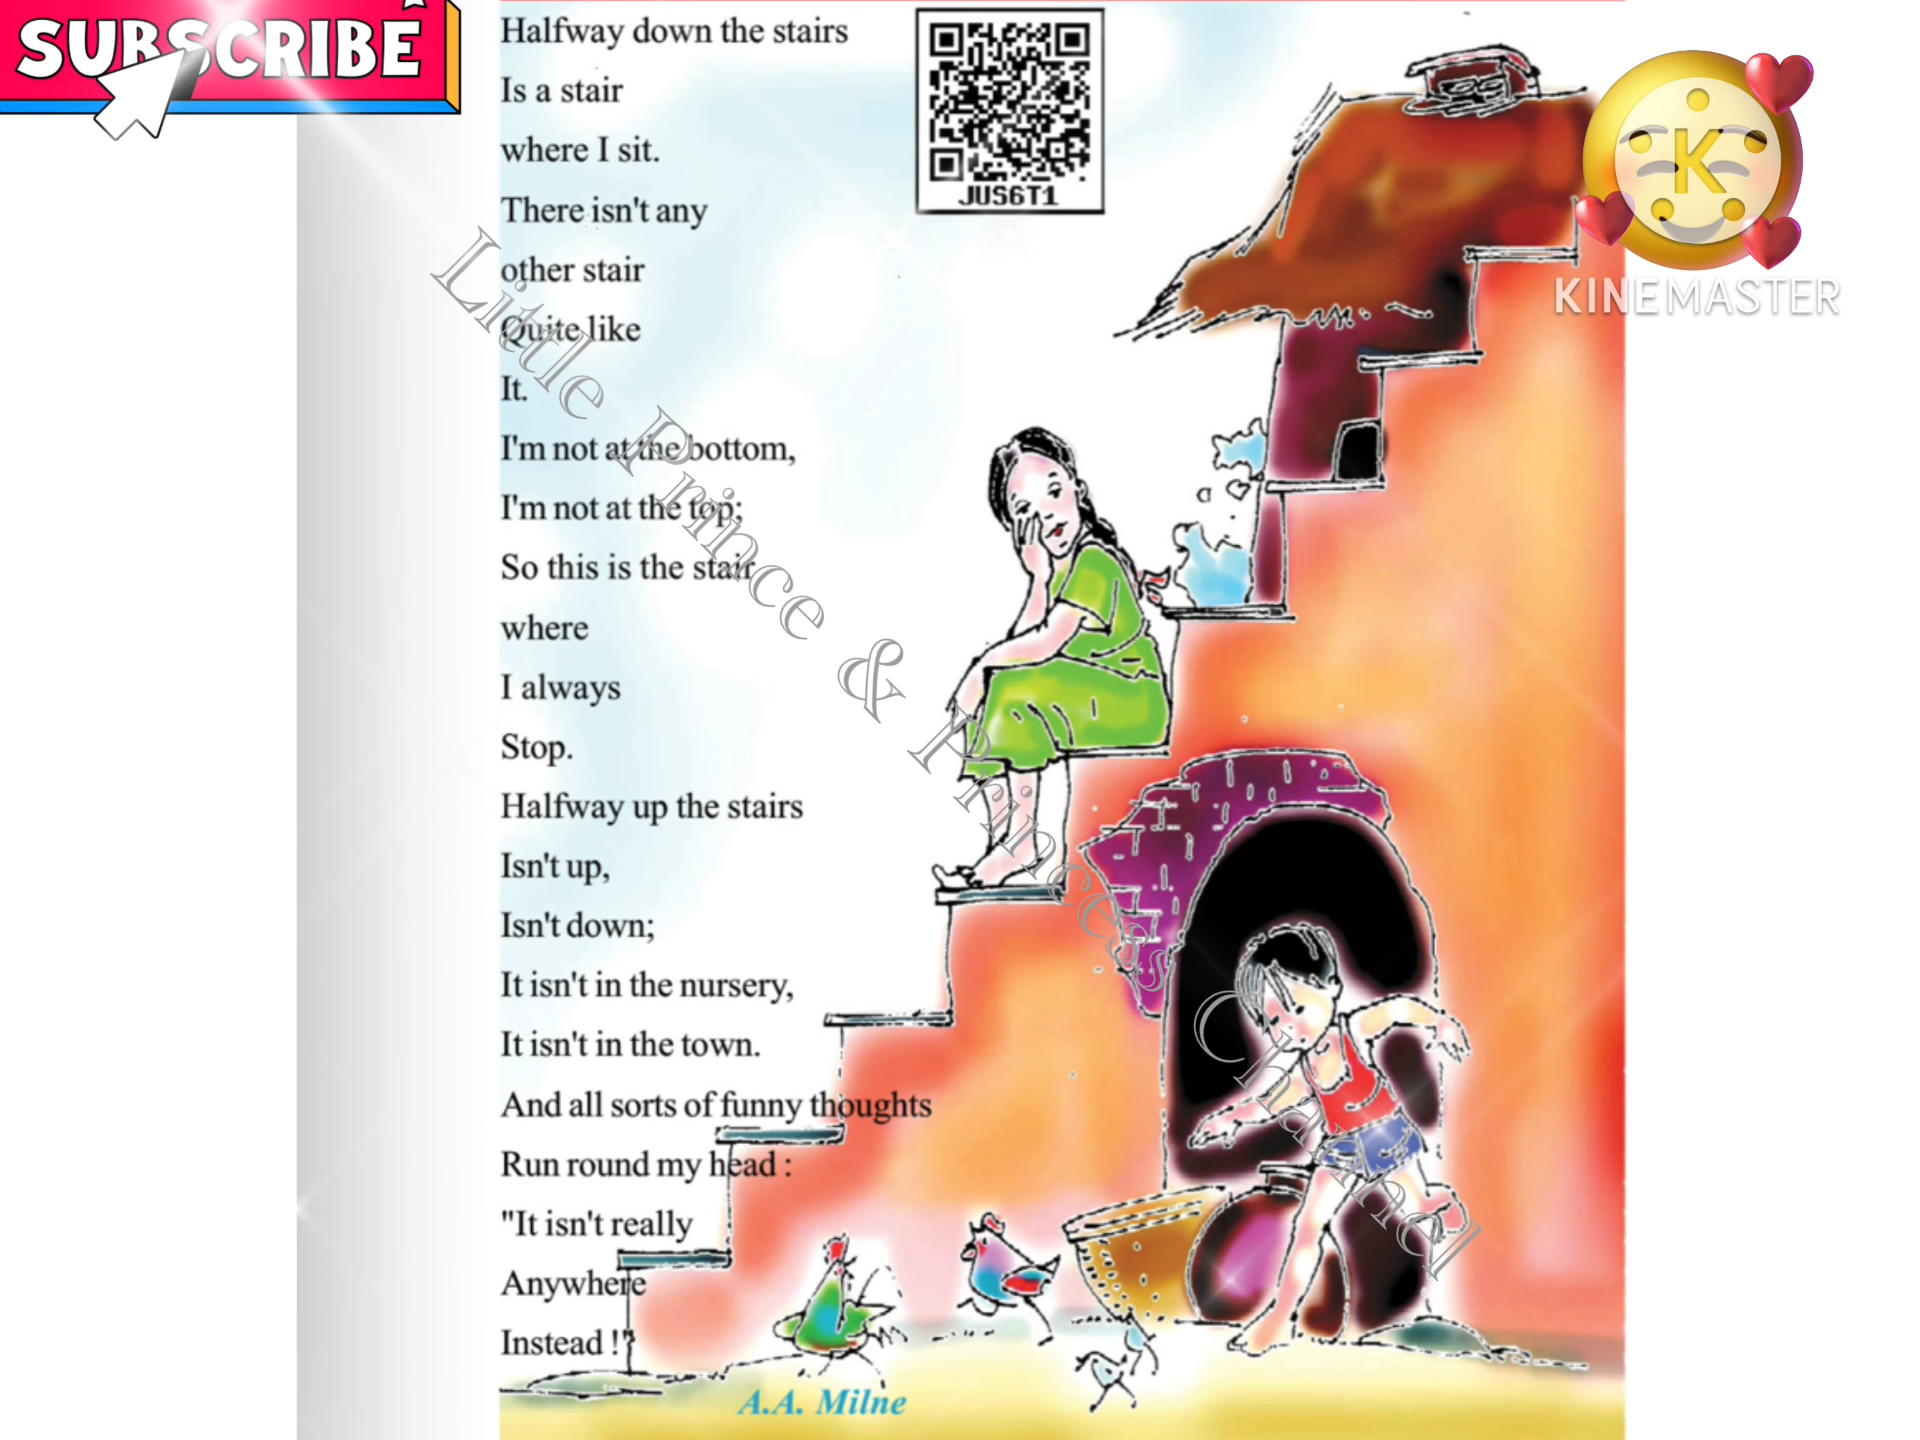 SUBSCRIBE
Halfway down the stairs
Is a stair
where I sit.
There isn't any
other stair
Quite like
It.
I'm not at the bottom,
I'm not at the top;
So this is the stair
where
I always
Stop.
Halfway up the stairs
Isn't up,
Isn't down;
It isn't in the nursery,
It isn't in the town.
And all sorts of funny thoughts
Run round my head :
"It isn't really
Anywhere
Instead !"
A.A. Milne
JUS6T1
K
KINEMASTER
Little Prince & Princess Channel